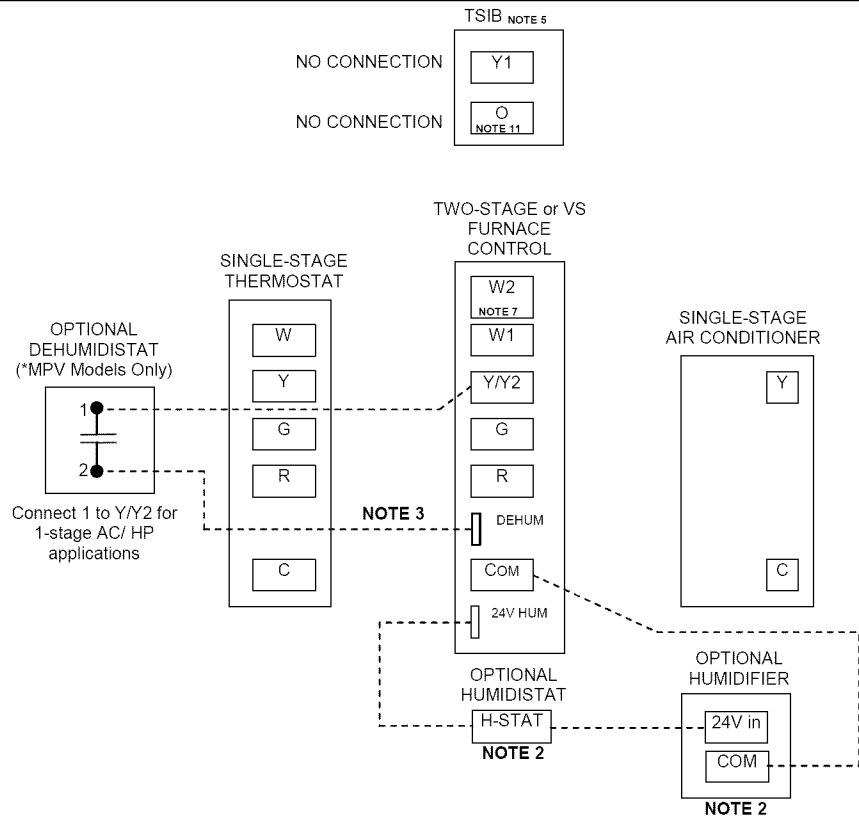 TSIB NOTE 5
NO CONNECTION
Y1
NO CONNECTION
O
NOTE 11
TWO-STAGE or VS
FURNACE
CONTROL
W2
NOTE 7
W1
Y/Y2
G
R
DEHUM
COM
24V HUM
SINGLE-STAGE
THERMOSTAT
W
Y
G
R
C
OPTIONAL
DEHUMIDISTAT
(*MPV Models Only)
1
2
Connect 1 to Y/Y2 for
1-stage AC/ HP
applications
NOTE 3
SINGLE-STAGE
AIR CONDITIONER
Y
C
OPTIONAL
HUMIDISTAT
H-STAT
NOTE 2
OPTIONAL
HUMIDIFIER
24V in
COM
NOTE 2